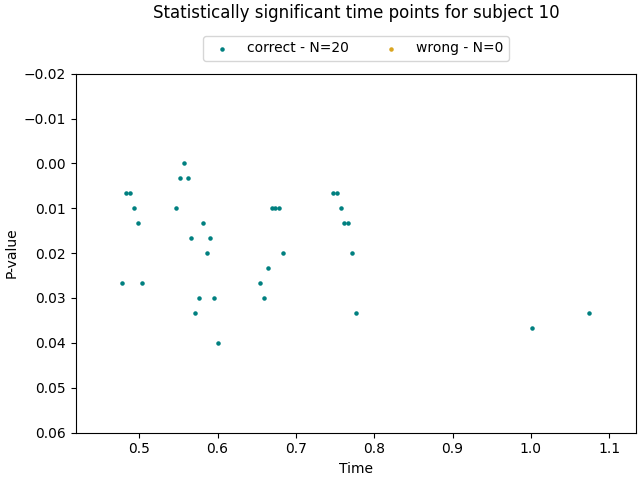 Statistically significant time points for subject 10
correct - N=20 wrong - N=0
−0.02
−0.01
0.00
0.01
0.02
0.03
0.04
0.05
0.06
P-value
0.5 0.6 0.7 0.8 0.9 1.0 1.1
Time